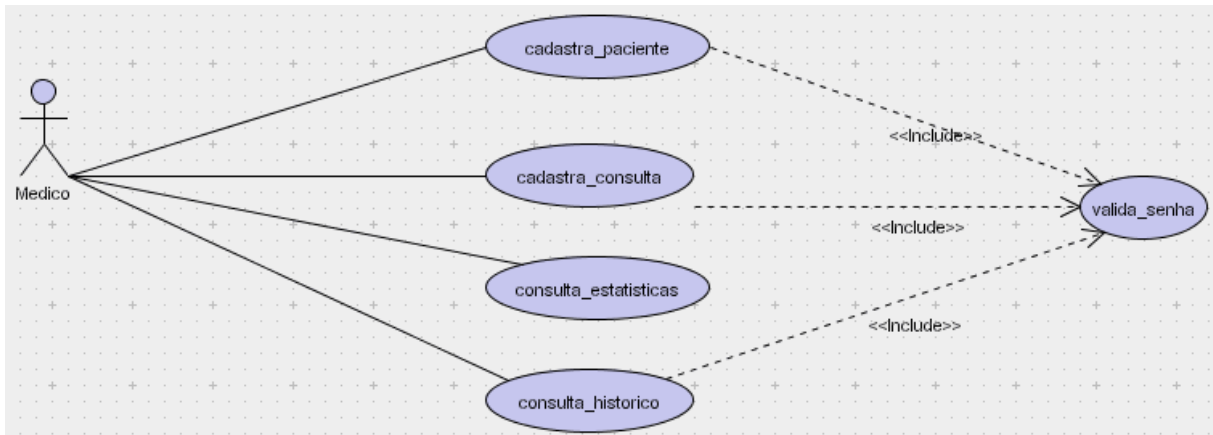 cadastra_paciente
<<Include>>
Medico
cadastra_consulta
valida_senha
<<Include>>
consulta_estatisticas
<<Include>>
consulta_historico